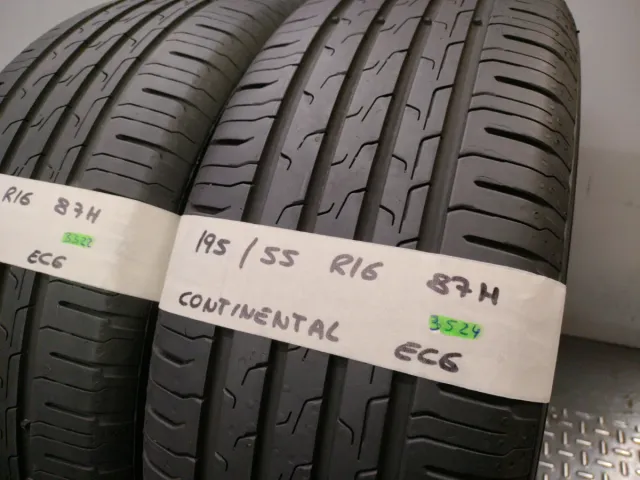 R16 87H
3522
EC6
195/55 R16 87H
3524
CONTINENTAL EC6